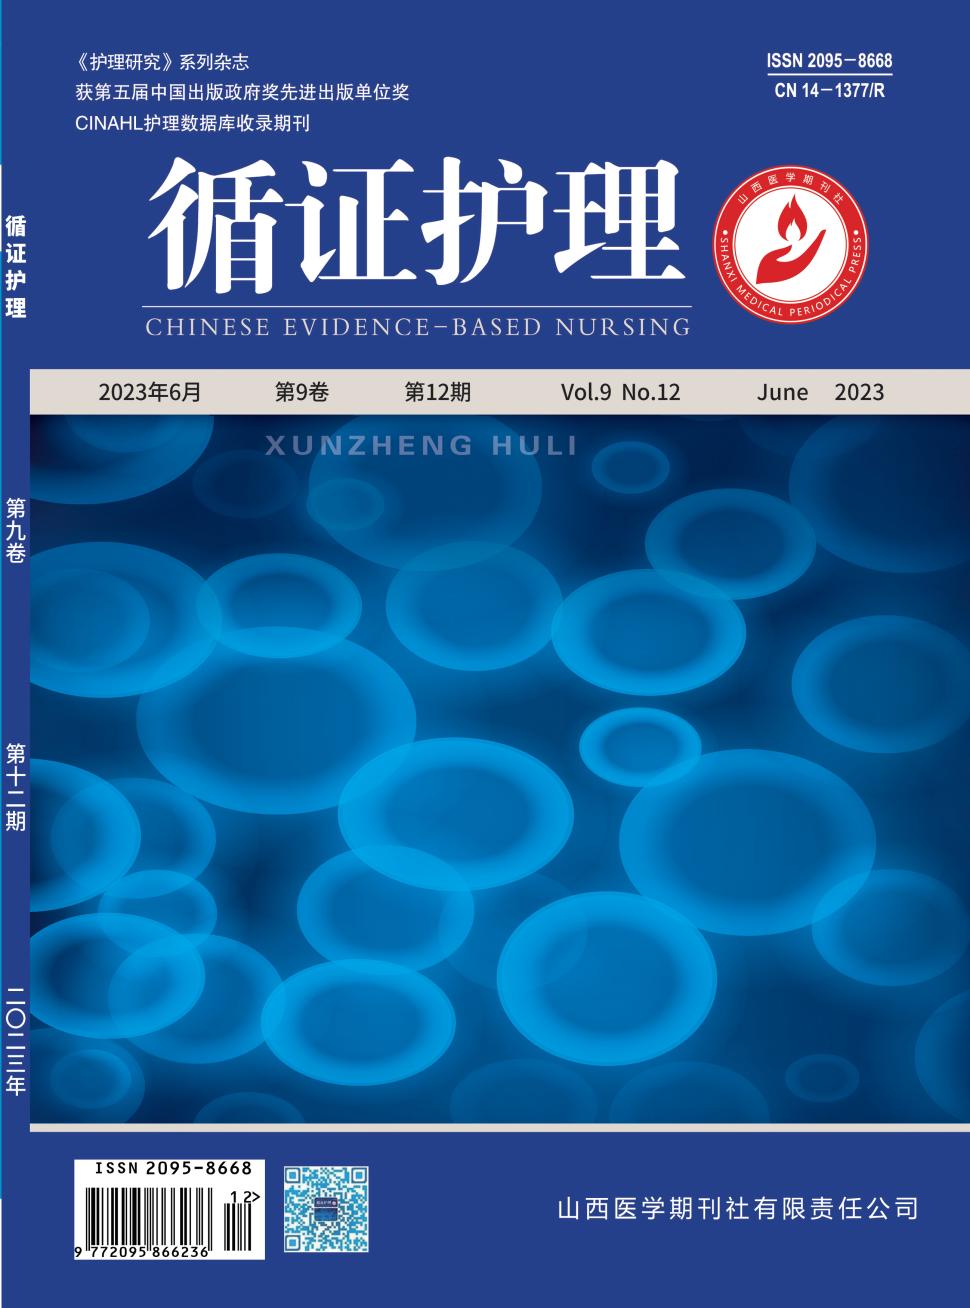 《护理研究》系列杂志
获第五届中国出版政府奖先进出版单位奖
CINAHL护理数据库收录期刊
ISSN 2095-8668
CN 14-1377/R
循证护理
CHINESE EVIDENCE-BASED NURSING
山西医学期刊社
SHANXI MEDICAL PERIODICAL PRESS
2023年6月 第9卷 第12期 Vol.9 No.12 June 2023
XUNZHENG HULI
循证护理
第九卷
第十二期
二〇二三年
ISSN 2095-8668
12>
9 772095 866236
山西医学期刊社有限责任公司